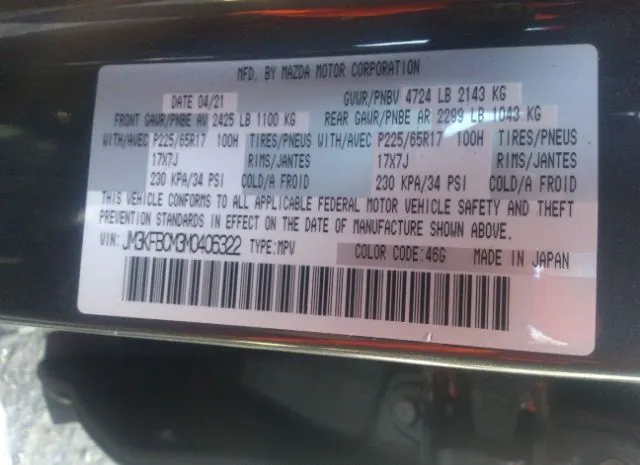 MFD. BY MAZDA MOTOR CORPORATION
DATE 04/21 GVWR/PNBV 4724 LB 2143 KG
FRONT GAWR/PNBE AV 2425 LB 1100 KG REAR GAWR/PNBE AR 2299 LB 1043 KG
WITH/AVEC P225/65R17 100H TIRES/PNEUS WITH/AVEC P225/65R17 100H TIRES/PNEUS
17X7J RIMS/JANTES 17X7J RIMS/JANTES
230 KPA/34 PSI COLD/A FROID 230 KPA/34 PSI COLD/A FROID
THIS VEHICLE CONFORMS TO ALL APPLICABLE FEDERAL MOTOR VEHICLE SAFETY AND THEFT
PREVENTION STANDARDS IN EFFECT ON THE DATE OF MANUFACTURE SHOWN ABOVE.
VIN: JM3KFBCM3M0406322 TYPE: MPV COLOR CODE: 46G MADE IN JAPAN